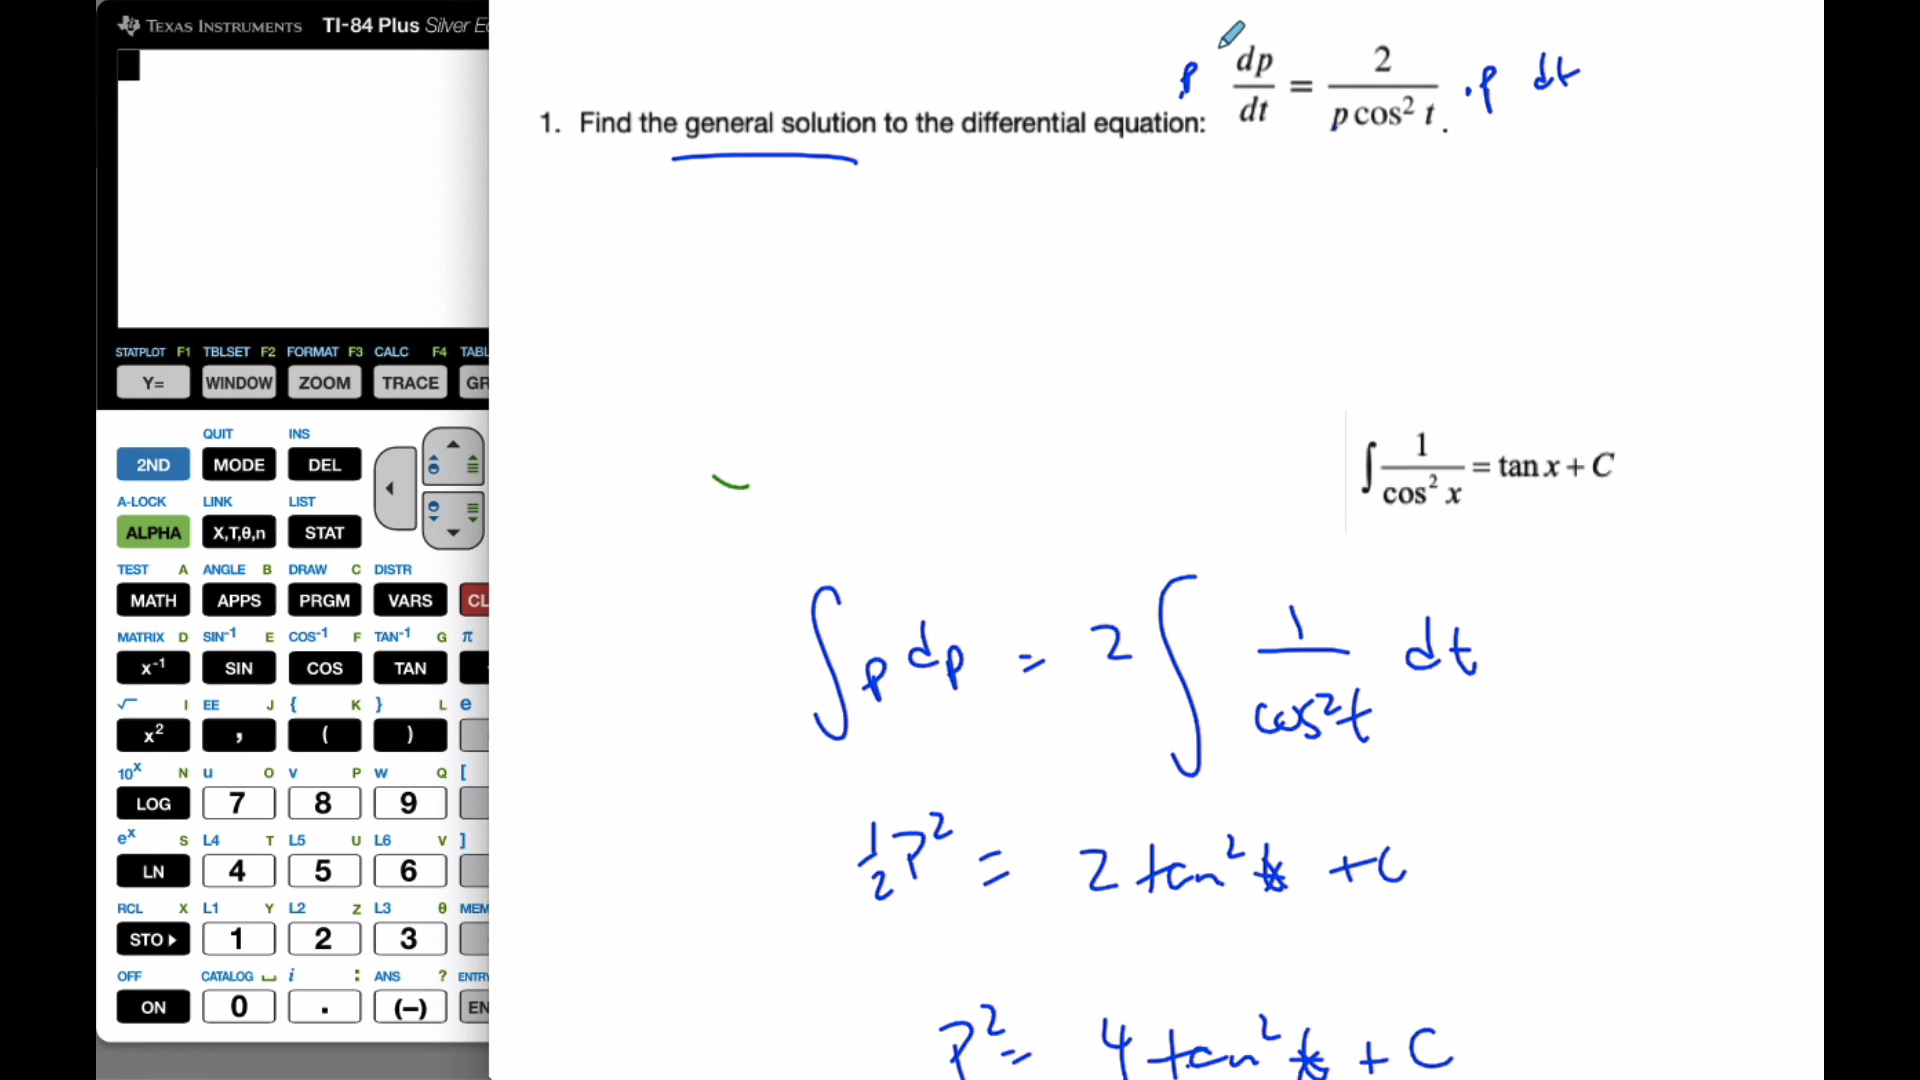 TEXAS INSTRUMENTS TI-84 Plus Silver E
p dp/dt = 2/(p cos² t) . · p dt
1. Find the general solution to the differential equation:
STATPLOT F1 TBLSET F2 FORMAT F3 CALC F4 TABL
Y= WINDOW ZOOM TRACE GR
QUIT INS
2ND MODE DEL
A-LOCK LINK LIST
ALPHA X,T,θ,n STAT
TEST A ANGLE B DRAW C DISTR
MATH APPS PRGM VARS CL
MATRIX D SIN⁻¹ E COS⁻¹ F TAN⁻¹ G π
x⁻¹ SIN COS TAN
√ I EE J { K } L e
x² , ( )
10ˣ N u O v P w Q [
LOG 7 8 9
eˣ S L4 T L5 U L6 V ]
LN 4 5 6
RCL X L1 Y L2 Z L3 θ MEM
STO▶ 1 2 3
OFF CATALOG ⎵ i : ANS ? ENTRY
ON 0 . (–) EN
∫ 1/cos² x = tan x + C
∫ p dp = 2 ∫ 1/cos²t dt
½ P² = 2 tan² t + C
P² = 4 tan² t + C